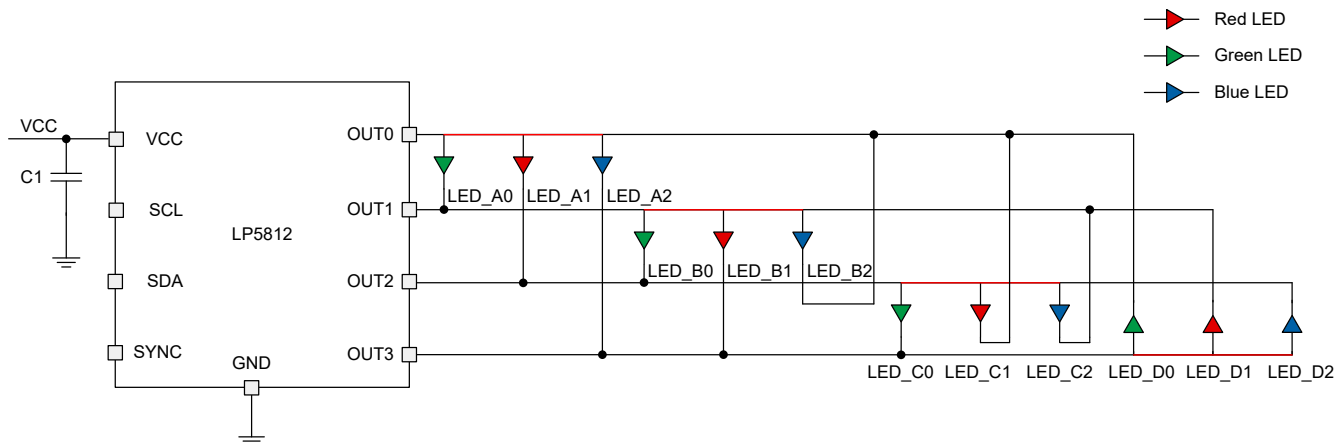 Red LED
Green LED
Blue LED
VCC
C1
VCC
SCL
SDA
SYNC
LP5812
GND
OUT0
OUT1
OUT2
OUT3
LED_A0
LED_A1
LED_A2
LED_B0
LED_B1
LED_B2
LED_C0
LED_C1
LED_C2
LED_D0
LED_D1
LED_D2